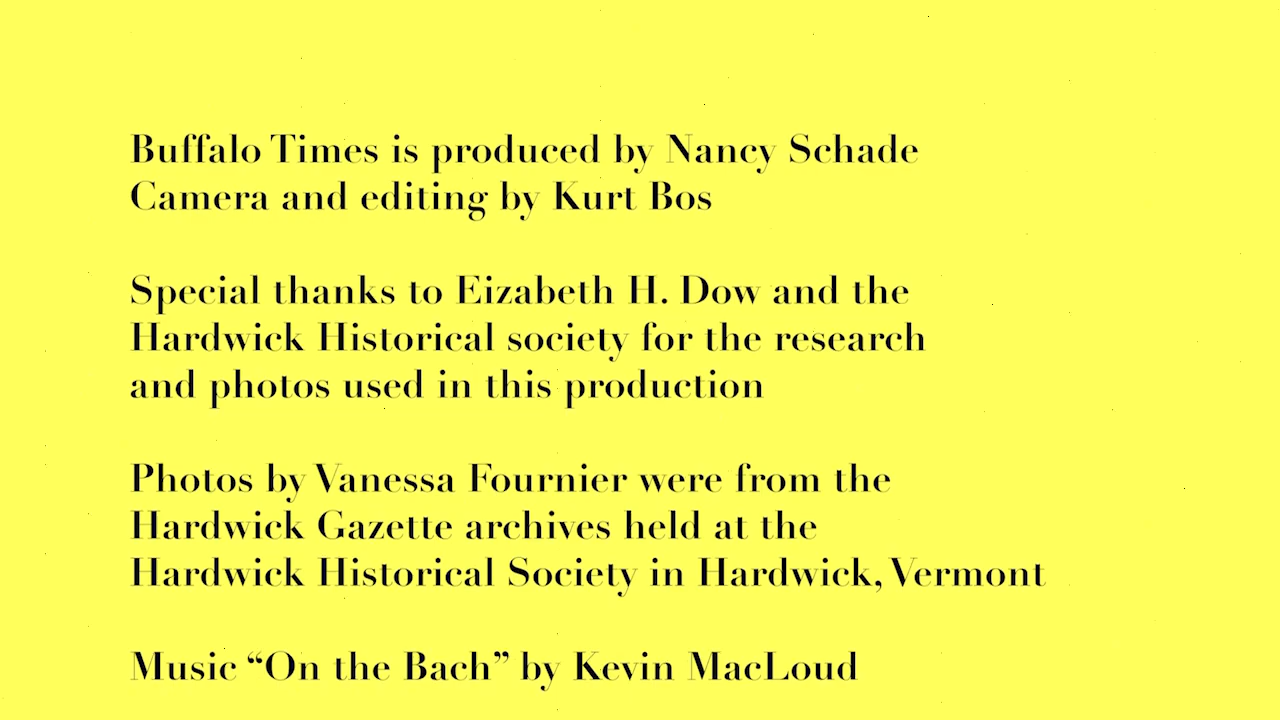 Buffalo Times is produced by Nancy Schade
Camera and editing by Kurt Bos
Special thanks to Eizabeth H. Dow and the
Hardwick Historical society for the research
and photos used in this production
Photos by Vanessa Fournier were from the
Hardwick Gazette archives held at the
Hardwick Historical Society in Hardwick, Vermont
Music “On the Bach” by Kevin MacLoud